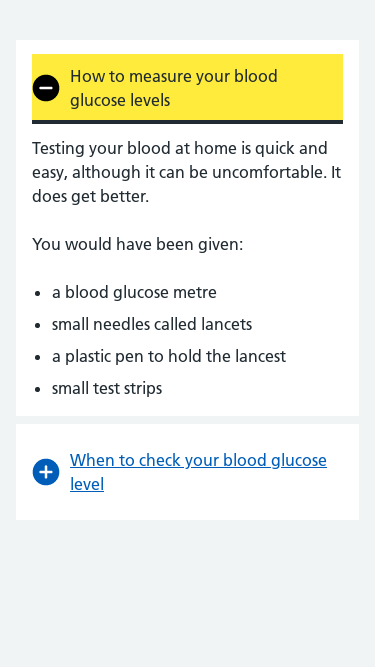 How to measure your blood
glucose levels
Testing your blood at home is quick and
easy, although it can be uncomfortable. It
does get better.
You would have been given:
• a blood glucose metre
• small needles called lancets
• a plastic pen to hold the lancest
• small test strips
When to check your blood glucose
level